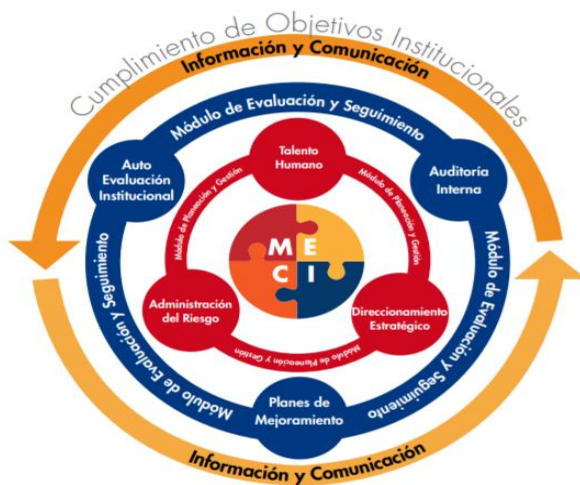 Cumplimiento de Objetivos Institucionales
Información y Comunicación
Módulo de Evaluación y Seguimiento
Talento
Humano
Auto
Evaluación
Institucional
Auditoría
Interna
Módulo de Planeación y Gestión
Módulo de Planeación y Gestión
M E
C I
Módulo de Evaluación y Seguimiento
Módulo de Evaluación y Seguimiento
Administración
del Riesgo
Direccionamiento
Estratégico
Módulo de Planeación y Gestión
Planes de
Mejoramiento
Información y Comunicación